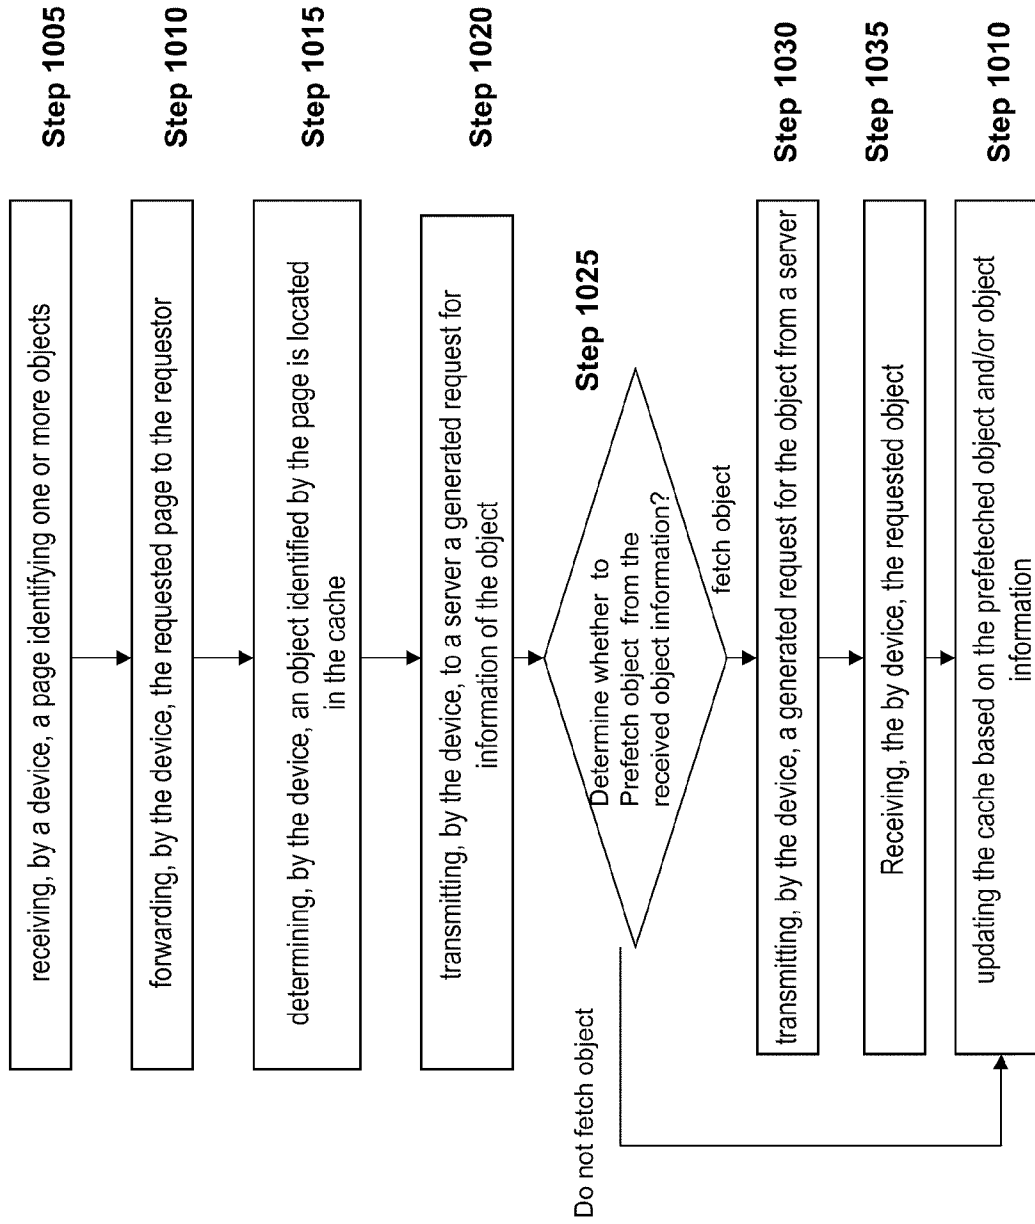 receiving, by a device, a page identifying one or more objects
Step 1005
forwarding, by the device, the requested page to the requestor
Step 1010
determining, by the device, an object identified by the page is located
in the cache
Step 1015
transmitting, by the device, to a server a generated request for
information of the object
Step 1020
Determine whether to
Prefetch object from the
received object information?
Step 1025
Do not fetch object
fetch object
transmitting, by the device, a generated request for the object from a server
Step 1030
Receiving, the by device, the requested object
Step 1035
updating the cache based on the prefeteched object and/or object
information
Step 1010